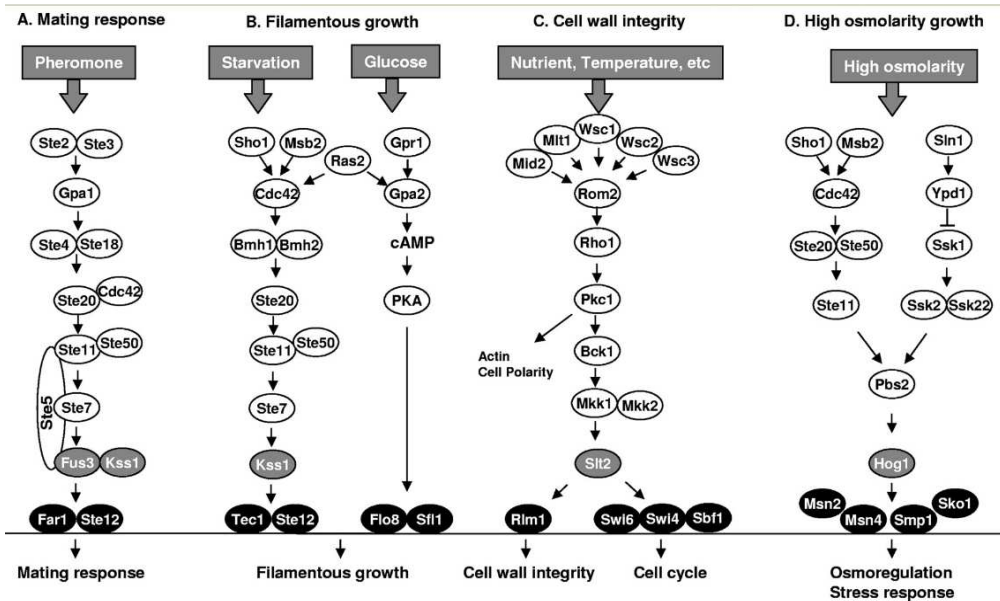 A. Mating response
Pheromone
Ste2 Ste3
Gpa1
Ste4 Ste18
Ste20 Cdc42
Ste11 Ste50
Ste5
Ste7
Fus3 Kss1
Far1 Ste12
Mating response
B. Filamentous growth
Starvation Glucose
Sho1 Msb2 Ras2 Gpr1
Cdc42 Gpa2
Bmh1 Bmh2 cAMP
Ste20 PKA
Ste11 Ste50
Ste7
Kss1
Tec1 Ste12 Flo8 Sfl1
Filamentous growth
C. Cell wall integrity
Nutrient, Temperature, etc
Mid2 Mlt1 Wsc1 Wsc2 Wsc3
Rom2
Rho1
Pkc1
Actin
Cell Polarity
Bck1
Mkk1 Mkk2
Slt2
Rlm1 Swl6 Swl4 Sbf1
Cell wall integrity Cell cycle
D. High osmolarity growth
High osmolarity
Sho1 Msb2 Sln1
Cdc42 Ypd1
Ste20 Ste50 Ssk1
Ste11 Ssk2 Ssk22
Pbs2
Hog1
Msn2 Msn4 Smp1 Sko1
Osmoregulation
Stress response